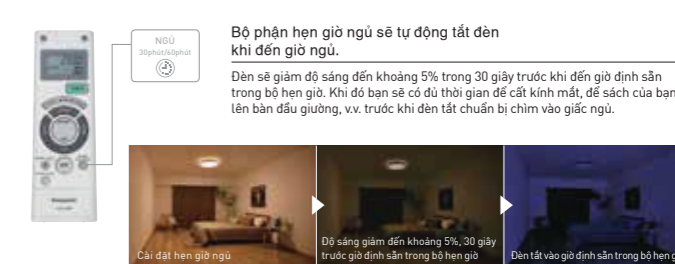 NGỦ
30phút/60phút
Bộ phận hẹn giờ ngủ sẽ tự động tắt đèn
khi đến giờ ngủ.
Đèn sẽ giảm độ sáng đến khoảng 5% trong 30 giây trước khi đến giờ định sẵn
trong bộ hẹn giờ. Khi đó bạn sẽ có đủ thời gian để cất kính mắt, để sách của bạn
lên bàn đầu giường, v.v. trước khi đèn tắt chuẩn bị chìm vào giấc ngủ.
Cài đặt hẹn giờ ngủ
Độ sáng giảm đến khoảng 5%, 30 giây
trước giờ định sẵn trong bộ hẹn giờ
Đèn tắt vào giờ định sẵn trong bộ hẹn g
Panasonic